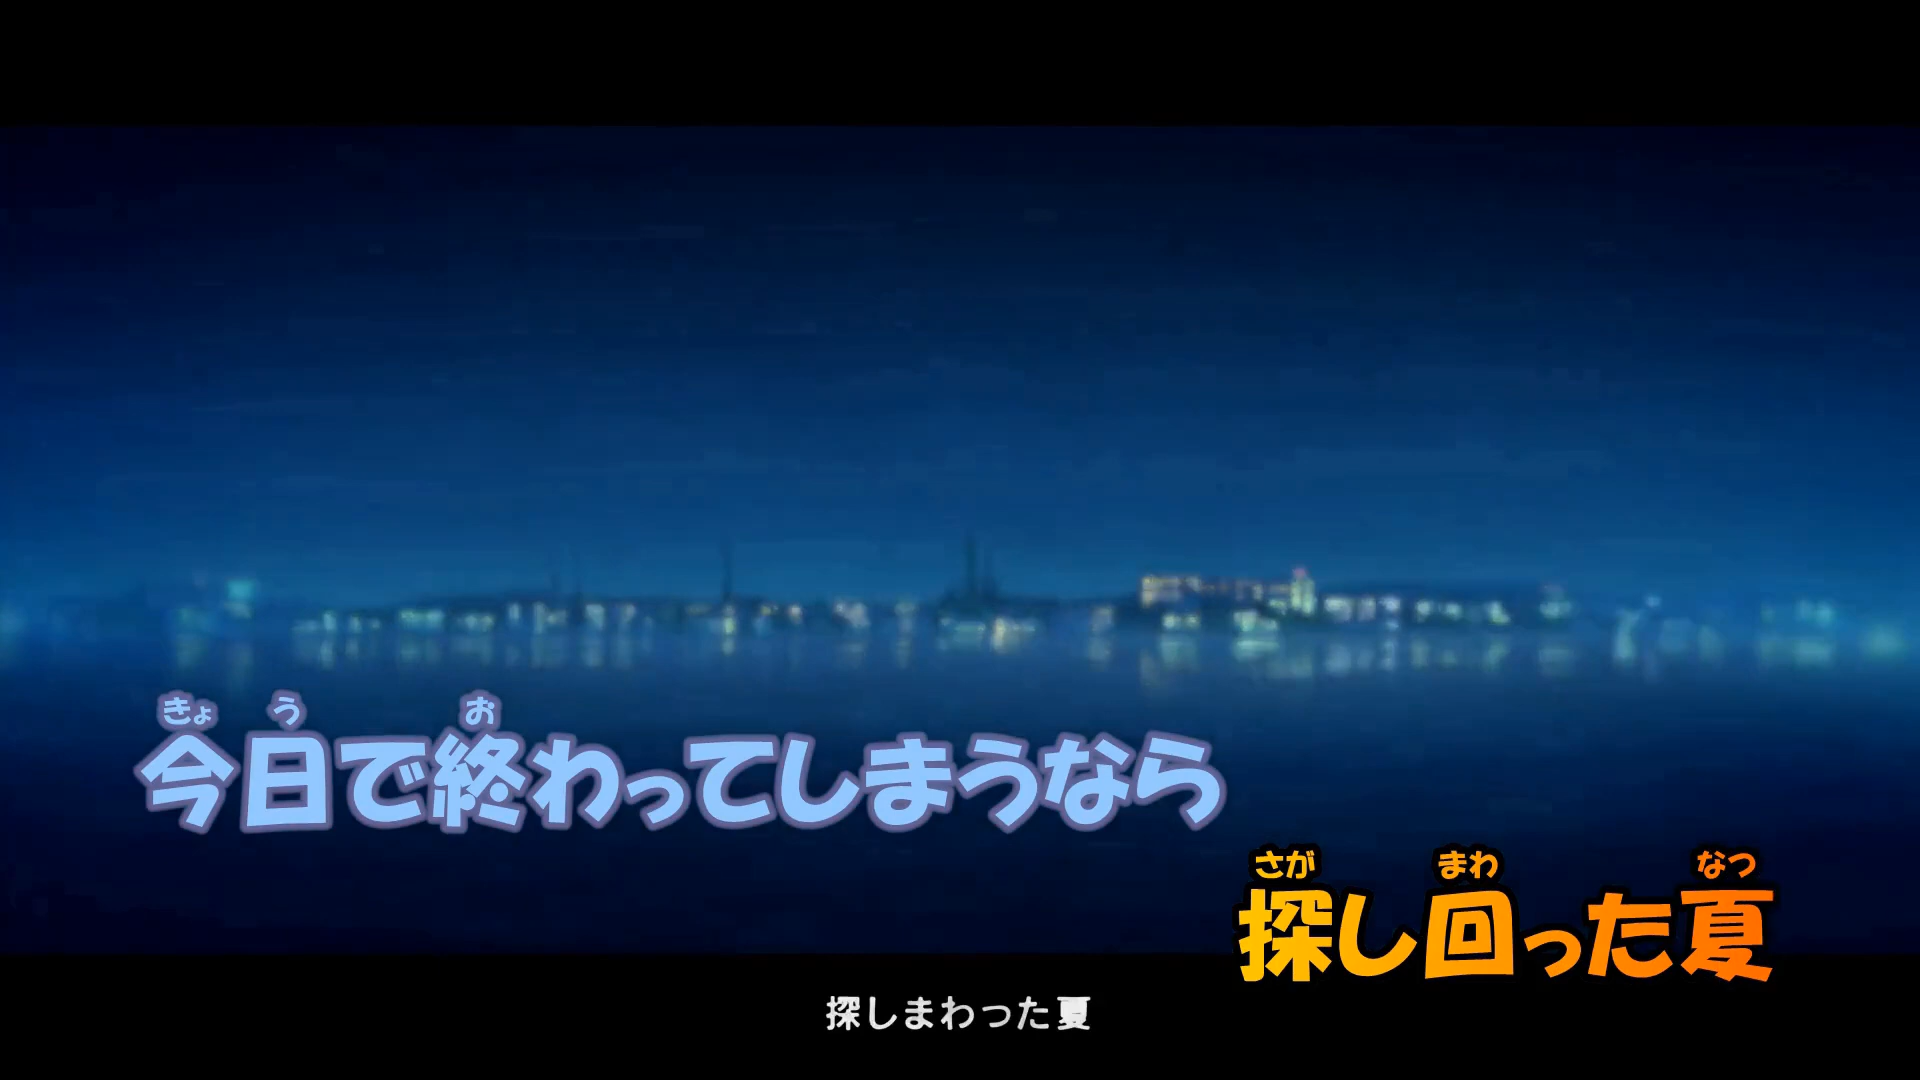 きょ う お
今日で終わってしまうなら
さが まわ なつ
探し回った夏
探しまわった夏